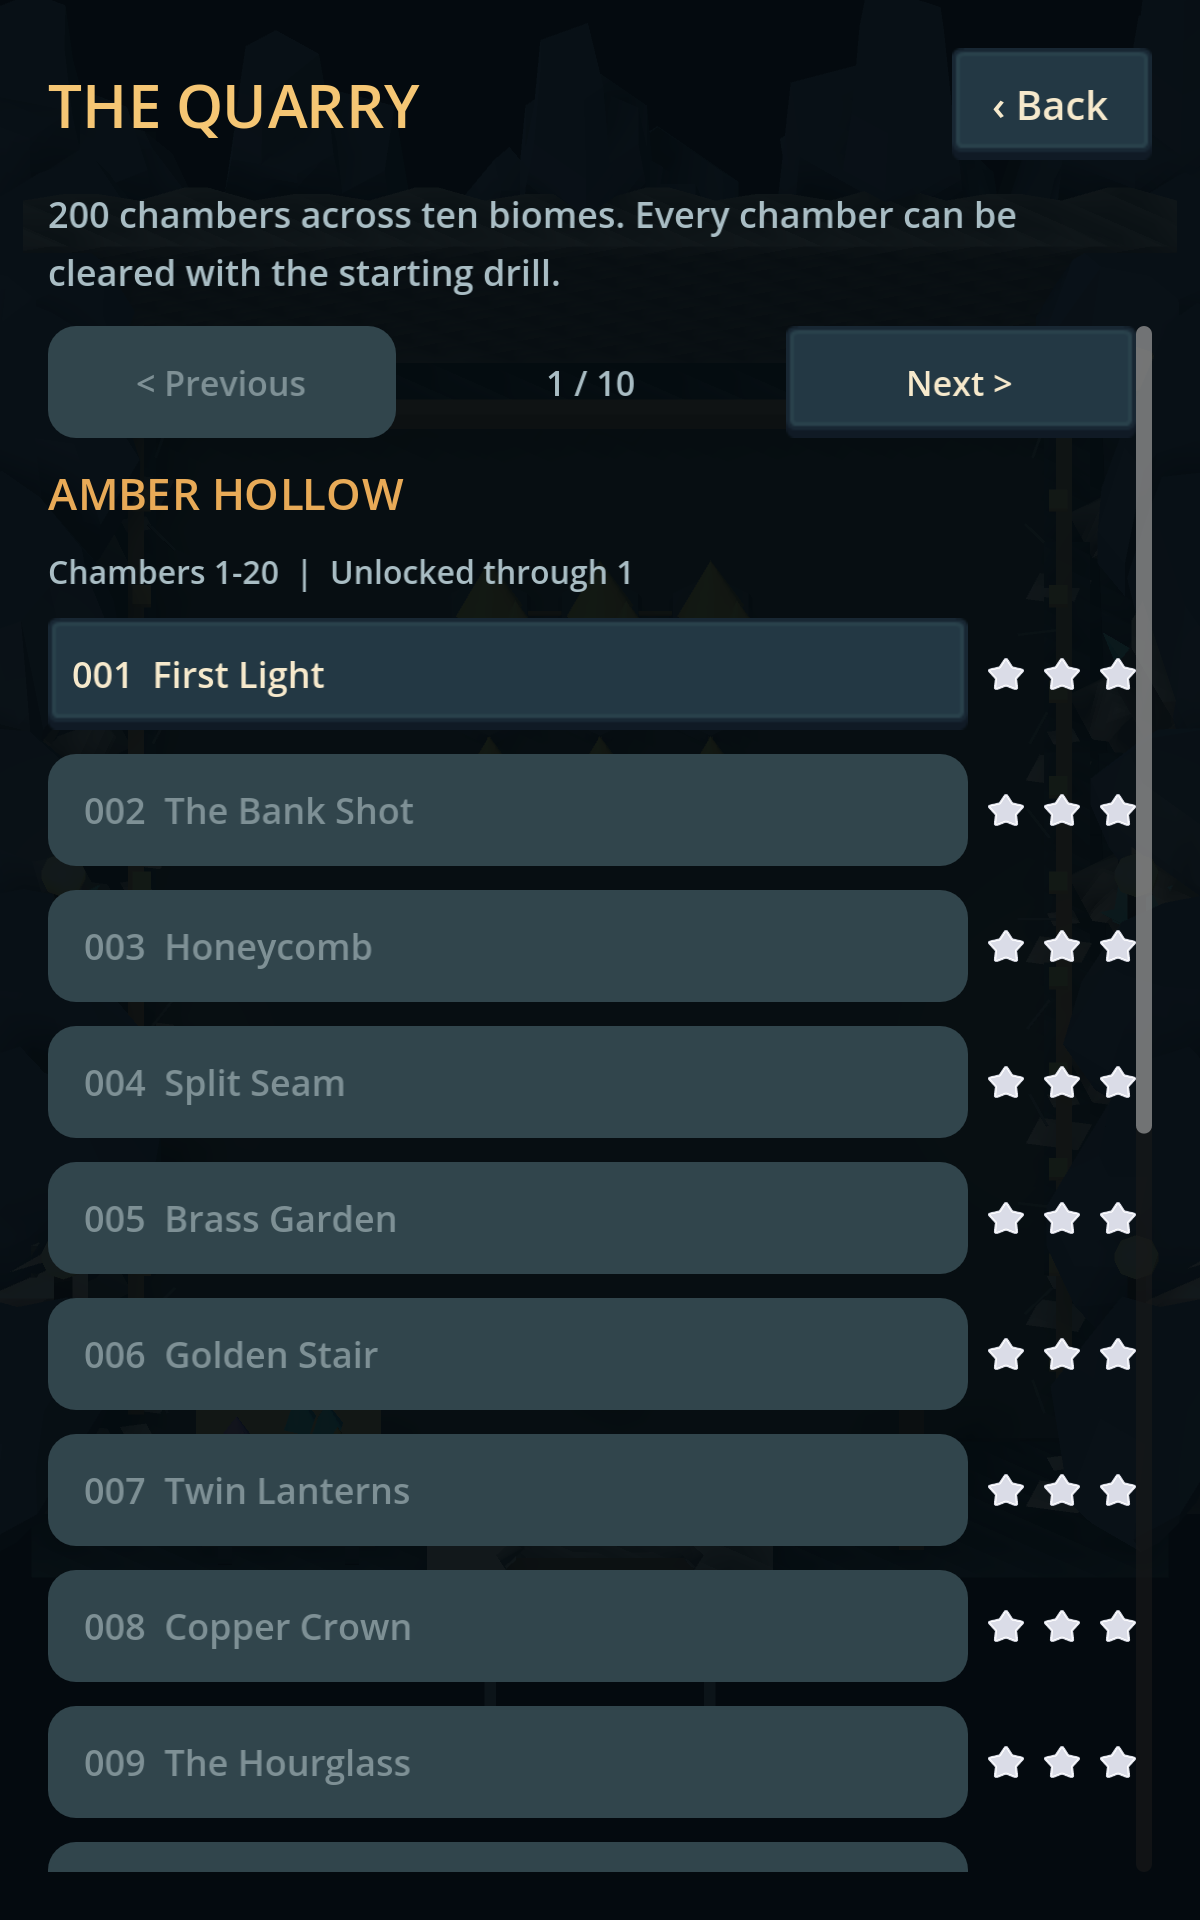 THE QUARRY
‹ Back
200 chambers across ten biomes. Every chamber can be
cleared with the starting drill.
< Previous
1 / 10
Next >
AMBER HOLLOW
Chambers 1-20 | Unlocked through 1
001 First Light
002 The Bank Shot
003 Honeycomb
004 Split Seam
005 Brass Garden
006 Golden Stair
007 Twin Lanterns
008 Copper Crown
009 The Hourglass